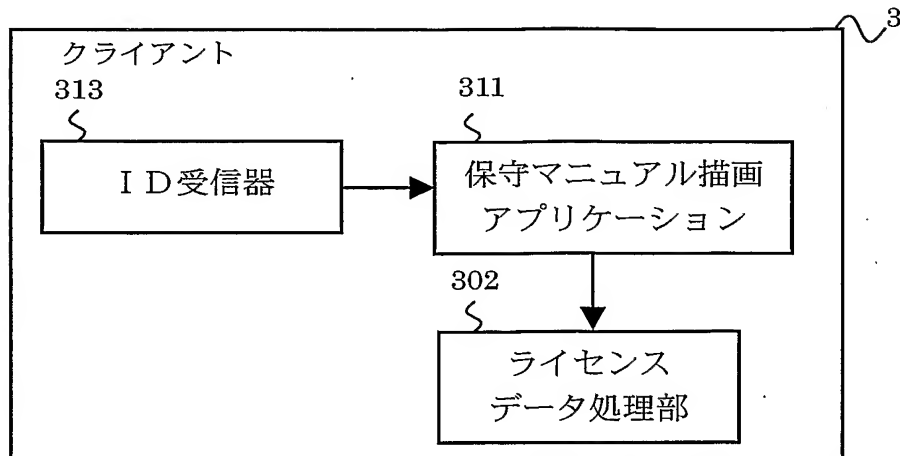 3
クライアント
313
ＩＤ受信器
311
保守マニュアル描画
アプリケーション
302
ライセンス
データ処理部